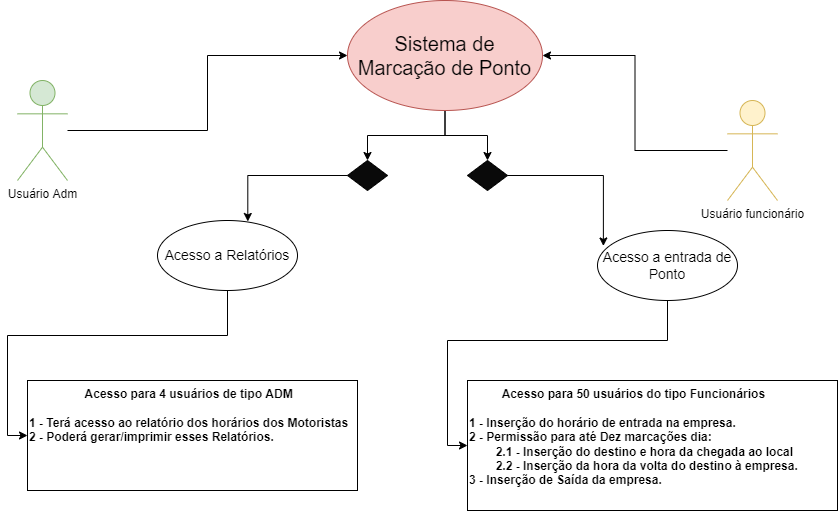 Sistema de
Marcação de Ponto
Usuário Adm
Usuário funcionário
Acesso a Relatórios
Acesso a entrada de
Ponto
Acesso para 4 usuários de tipo ADM
1 - Terá acesso ao relatório dos horários dos Motoristas
2 - Poderá gerar/imprimir esses Relatórios.
Acesso para 50 usuários do tipo Funcionários
1 - Inserção do horário de entrada na empresa.
2 - Permissão para até Dez marcações dia:
2.1 - Inserção do destino e hora da chegada ao local
2.2 - Inserção da hora da volta do destino à empresa.
3 - Inserção de Saída da empresa.